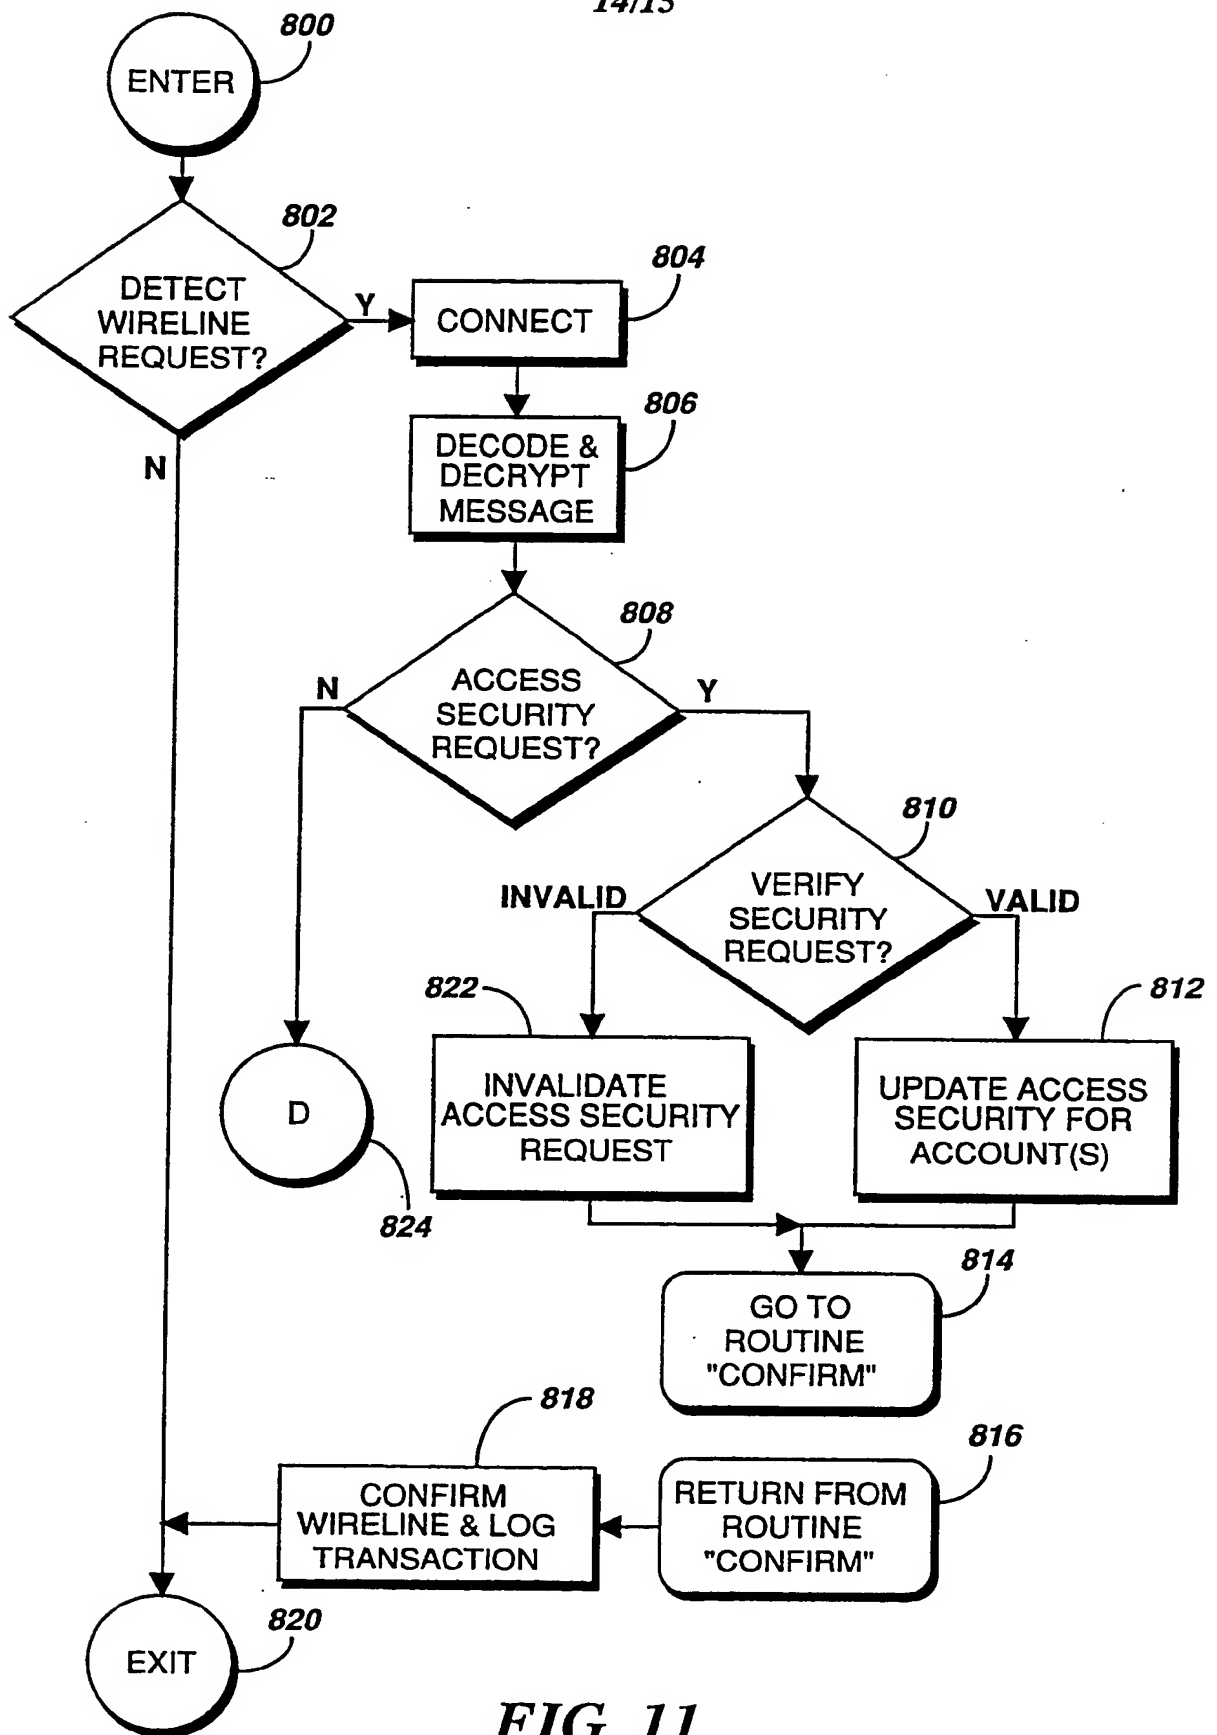 14/15
800
ENTER
802
DETECT
WIRELINE
REQUEST?
Y
804
CONNECT
806
N
DECODE &
DECRYPT
MESSAGE
808
N
ACCESS
SECURITY
REQUEST?
Y
810
INVALID
VERIFY
SECURITY
REQUEST?
VALID
822
812
INVALIDATE
ACCESS SECURITY
REQUEST
UPDATE ACCESS
SECURITY FOR
ACCOUNT(S)
D
824
814
GO TO
ROUTINE
"CONFIRM"
818
816
CONFIRM
WIRELINE & LOG
TRANSACTION
RETURN FROM
ROUTINE
"CONFIRM"
820
EXIT
FIG. 11